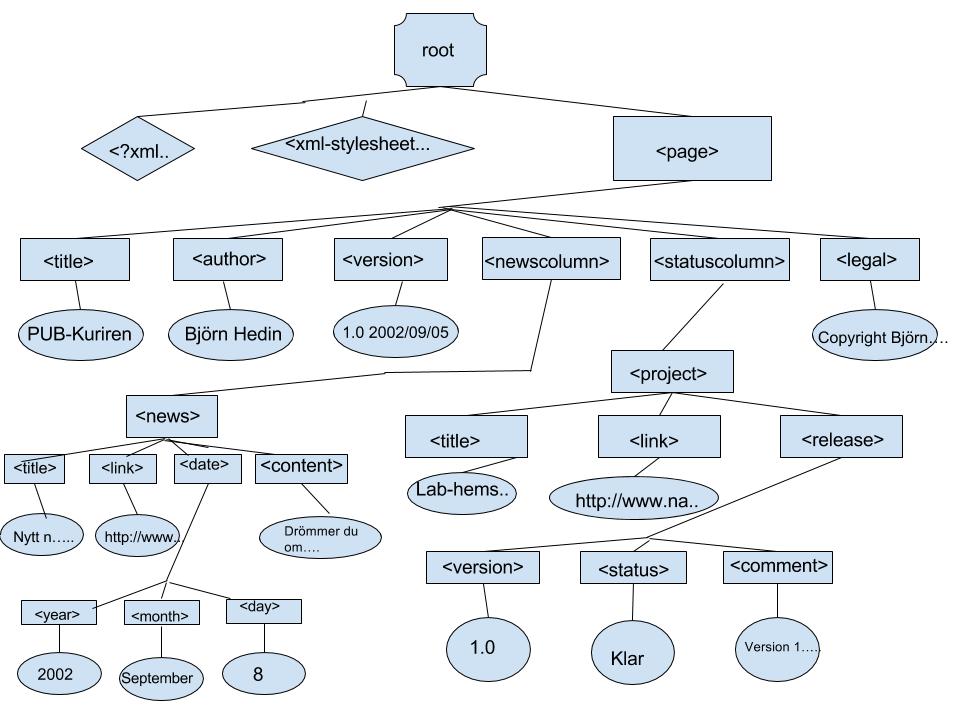 root
<?xml..
<xml-stylesheet...
<page>
<title>
<author>
<version>
<newscolumn>
<statuscolumn>
<legal>
PUB-Kuriren
Björn Hedin
1.0 2002/09/05
Copyright Björn….
<project>
<news>
<title>
<link>
<release>
<title>
<link>
<date>
<content>
Lab-hems..
http://www.na..
Nytt n…..
http://www..
Drömmer du
om….
<version>
<status>
<comment>
<year>
<month>
<day>
1.0
Klar
Version 1…..
2002
September
8